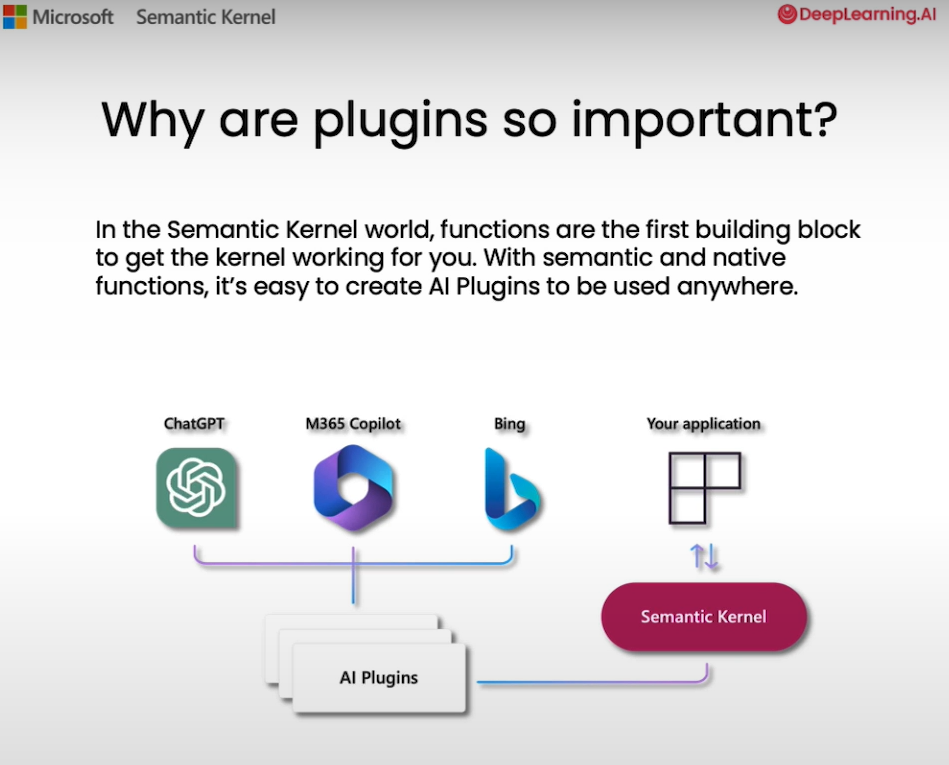 Microsoft Semantic Kernel
DeepLearning.AI
Why are plugins so important?
In the Semantic Kernel world, functions are the first building block
to get the kernel working for you. With semantic and native
functions, it’s easy to create AI Plugins to be used anywhere.
ChatGPT
M365 Copilot
Bing
Your application
Semantic Kernel
AI Plugins